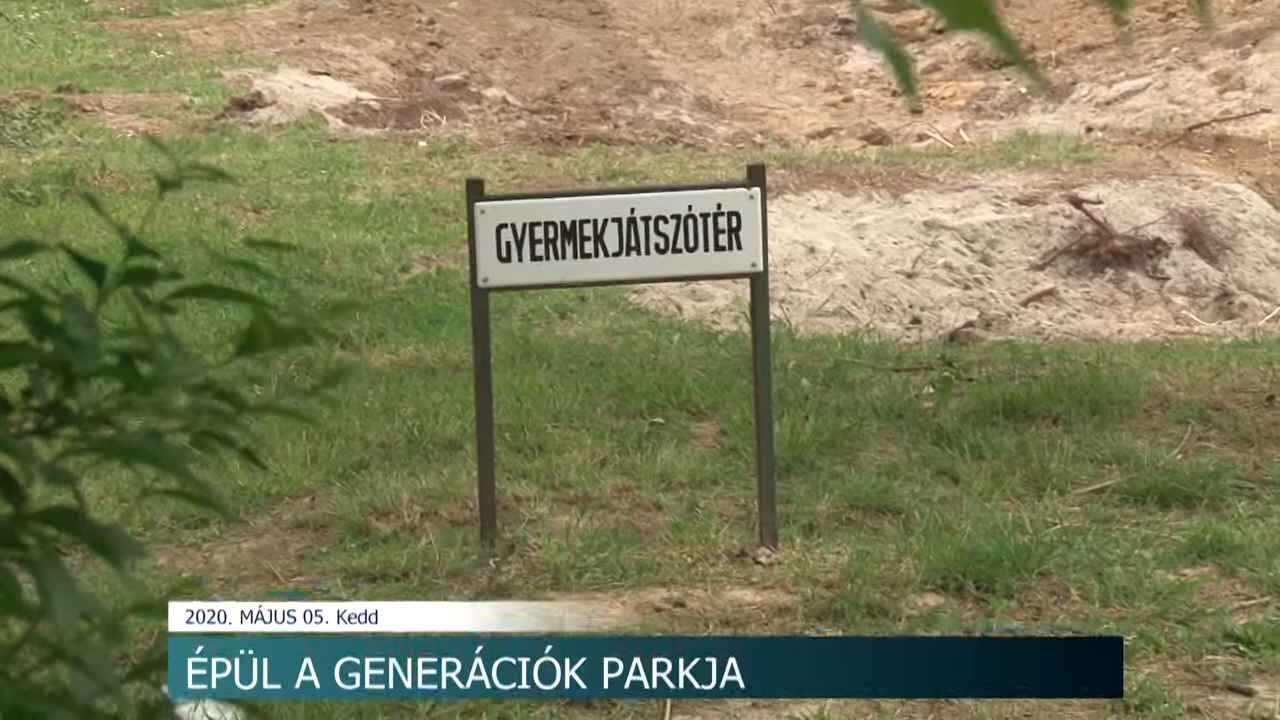 GYERMEKJÁTSZÓTÉR
2020. MÁJUS 05. Kedd
ÉPÜL A GENERÁCIÓK PARKJA